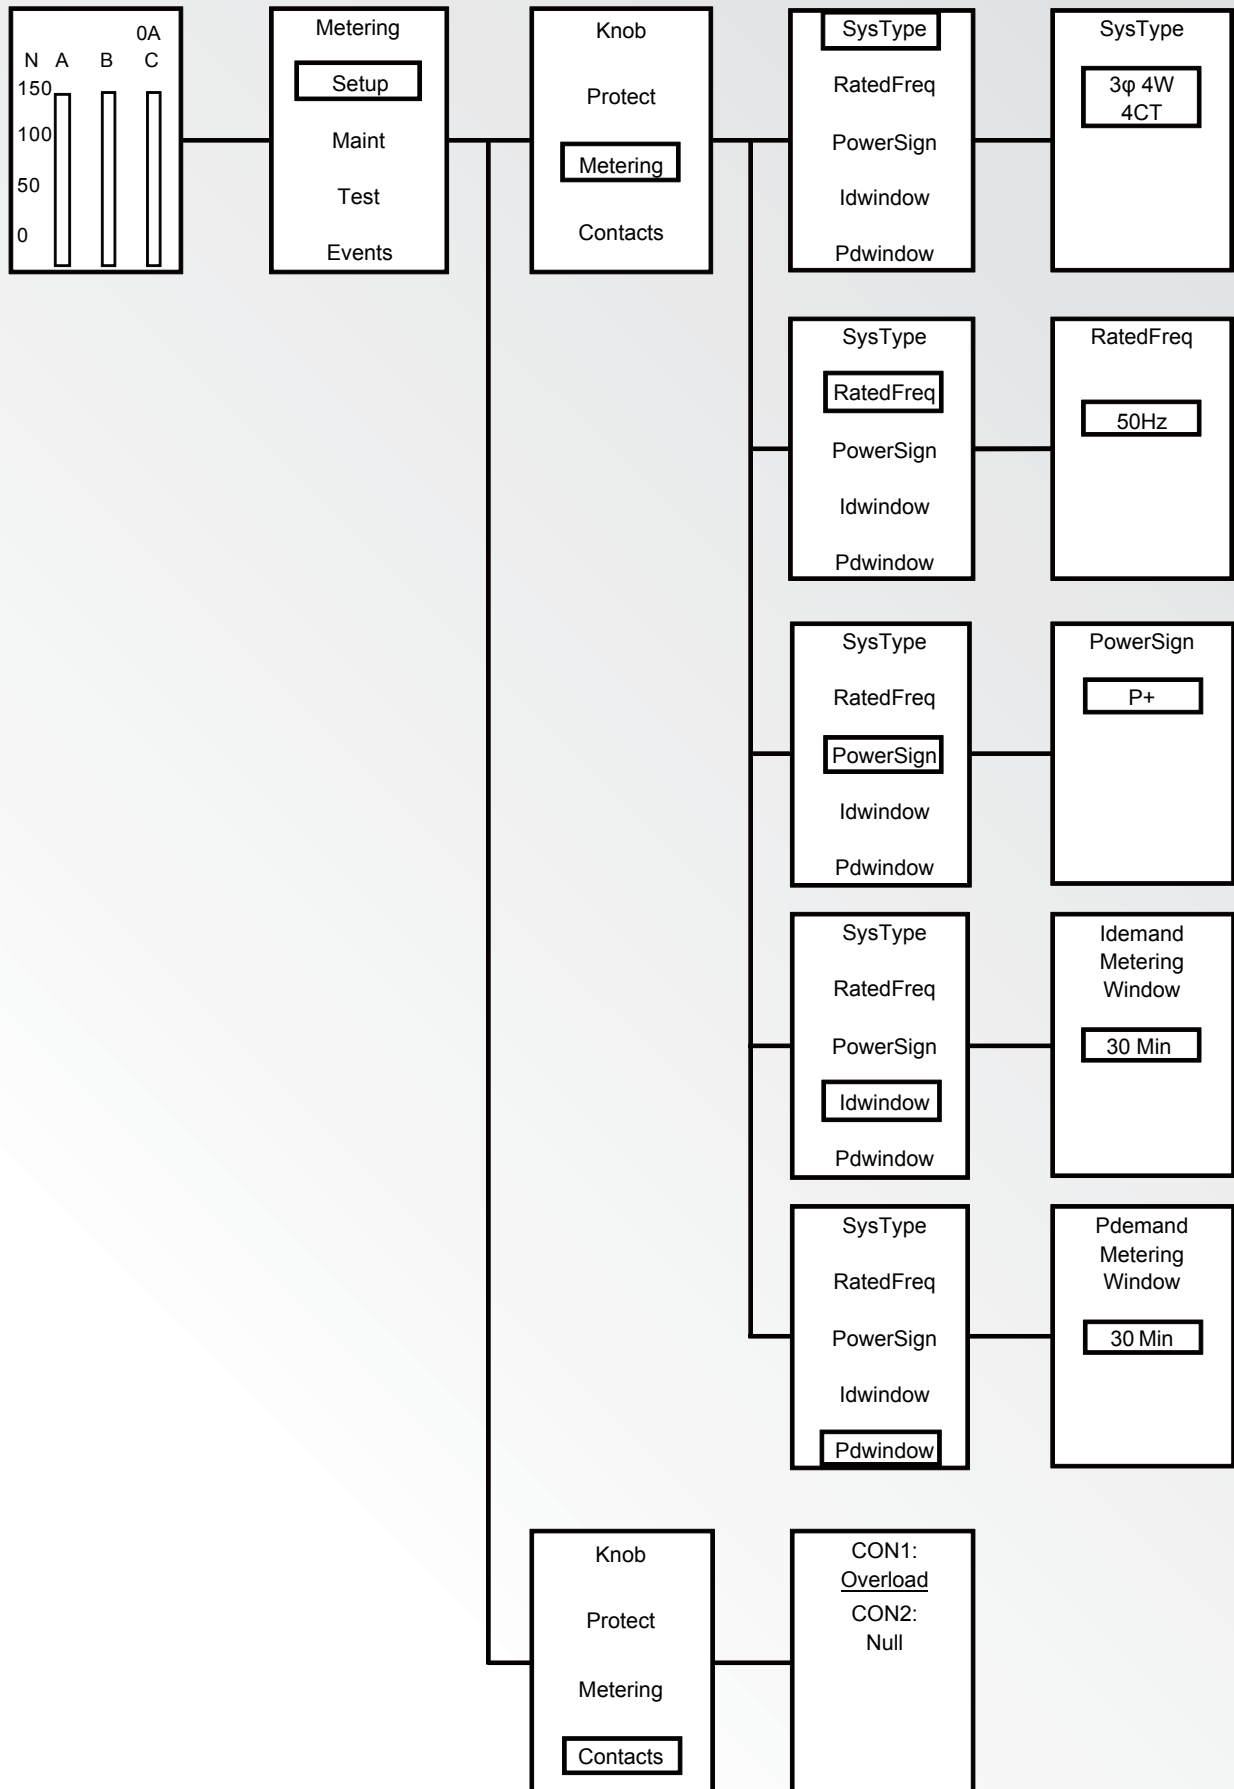 0A
N A B C
150
100
50
0
Metering
Setup
Maint
Test
Events
Knob
Protect
Metering
Contacts
SysType
RatedFreq
PowerSign
Idwindow
Pdwindow
SysType
3φ 4W
4CT
SysType
RatedFreq
PowerSign
Idwindow
Pdwindow
RatedFreq
50Hz
SysType
RatedFreq
PowerSign
Idwindow
Pdwindow
PowerSign
P+
SysType
RatedFreq
PowerSign
Idwindow
Pdwindow
Idemand
Metering
Window
30 Min
SysType
RatedFreq
PowerSign
Idwindow
Pdwindow
Pdemand
Metering
Window
30 Min
Knob
Protect
Metering
Contacts
CON1:
Overload
CON2:
Null